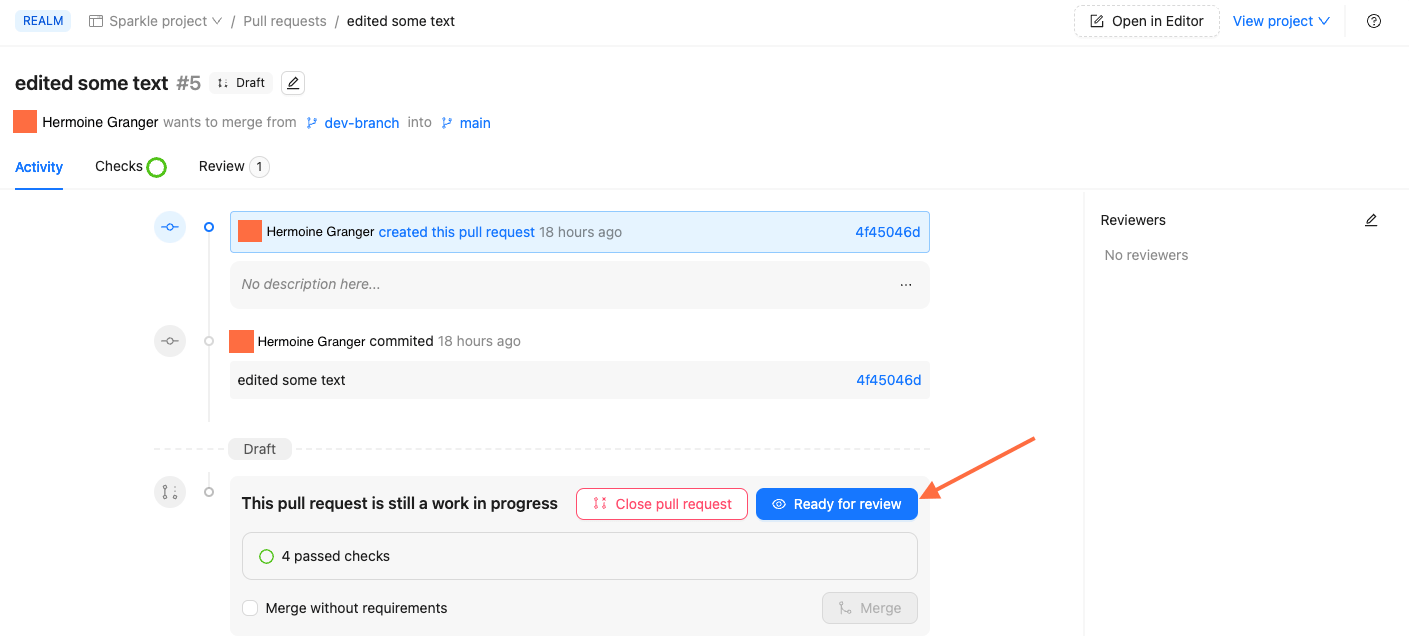 REALM Sparkle project / Pull requests / edited some text Open in Editor View project
edited some text #5 Draft
Hermoine Granger wants to merge from dev-branch into main
Activity Checks Review 1
Hermoine Granger created this pull request 18 hours ago 4f45046d
No description here... ...
Hermoine Granger commited 18 hours ago
edited some text 4f45046d
Draft
This pull request is still a work in progress Close pull request Ready for review
4 passed checks
Merge without requirements Merge
Reviewers
No reviewers